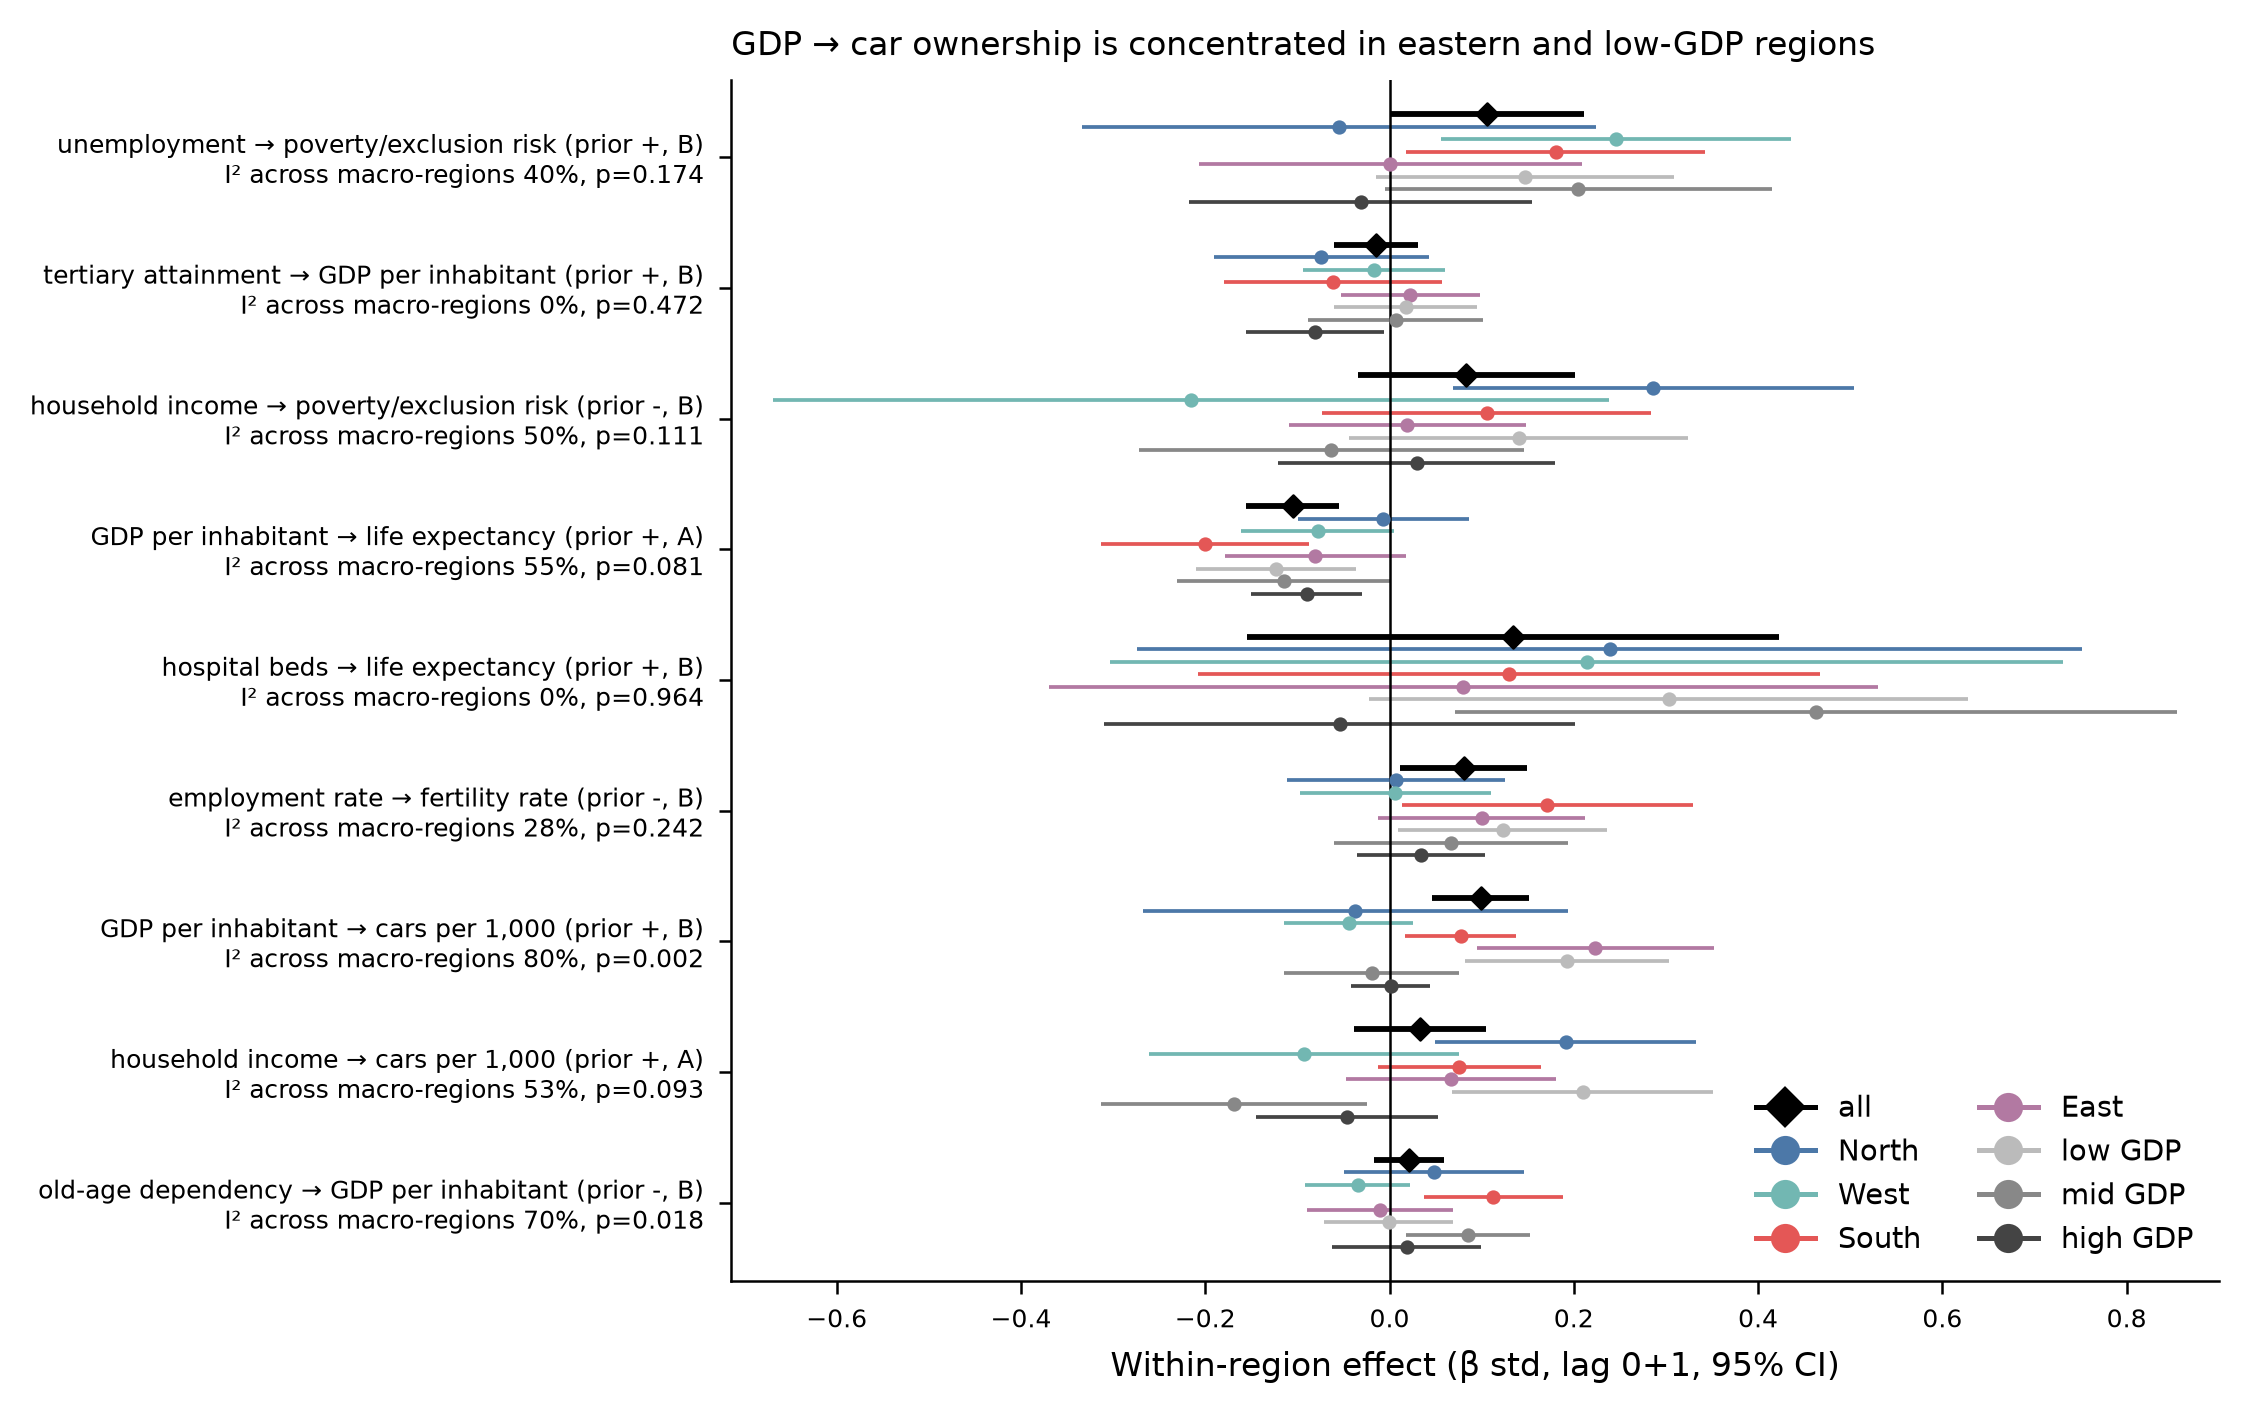 GDP → car ownership is concentrated in eastern and low-GDP regions
unemployment → poverty/exclusion risk (prior +, B)
I² across macro-regions 40%, p=0.174
tertiary attainment → GDP per inhabitant (prior +, B)
I² across macro-regions 0%, p=0.472
household income → poverty/exclusion risk (prior -, B)
I² across macro-regions 50%, p=0.111
GDP per inhabitant → life expectancy (prior +, A)
I² across macro-regions 55%, p=0.081
hospital beds → life expectancy (prior +, B)
I² across macro-regions 0%, p=0.964
employment rate → fertility rate (prior -, B)
I² across macro-regions 28%, p=0.242
GDP per inhabitant → cars per 1,000 (prior +, B)
I² across macro-regions 80%, p=0.002
household income → cars per 1,000 (prior +, A)
I² across macro-regions 53%, p=0.093
old-age dependency → GDP per inhabitant (prior -, B)
I² across macro-regions 70%, p=0.018
all
North
West
South
East
low GDP
mid GDP
high GDP
−0.6 −0.4 −0.2 0.0 0.2 0.4 0.6 0.8
Within-region effect (β std, lag 0+1, 95% CI)